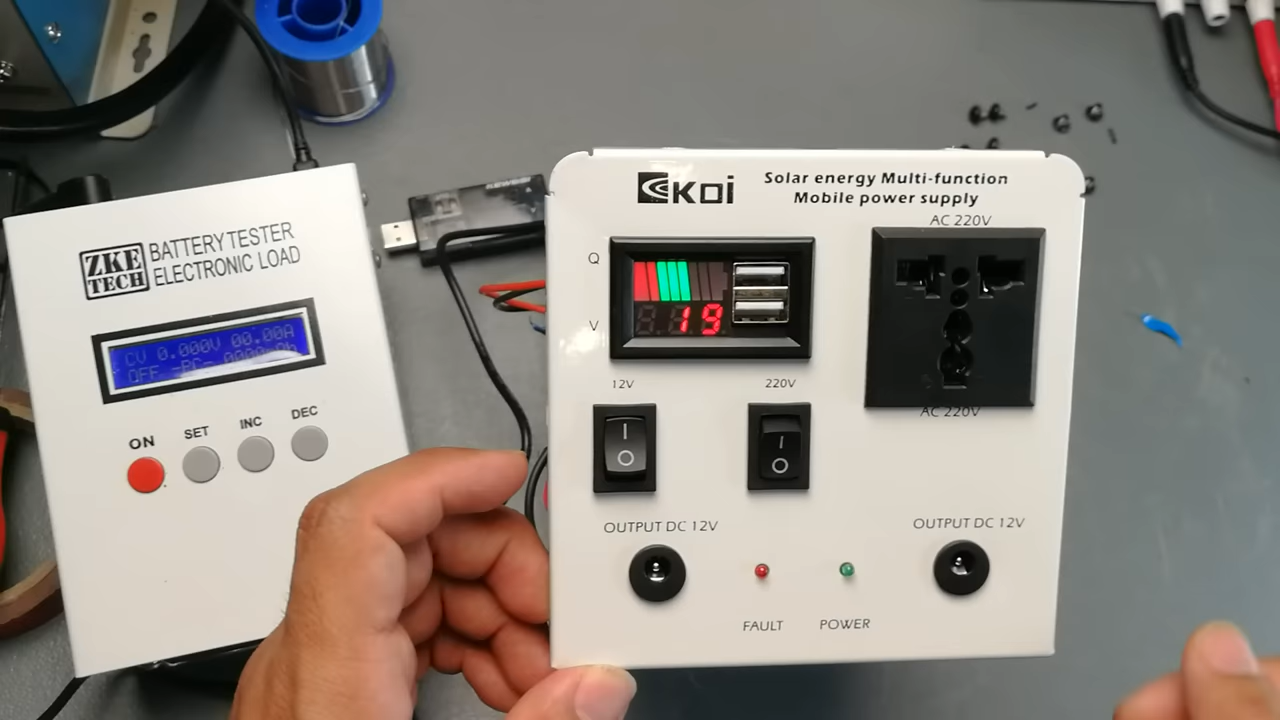 ZKE
TECH
BATTERY TESTER
ELECTRONIC LOAD
CV 0.000V 00.00A
ON
SET
INC
DEC
Koi
Solar energy Multi-function
Mobile power supply
AC 220V
Q
V
19
12V
220V
AC 220V
OUTPUT DC 12V
OUTPUT DC 12V
FAULT
POWER